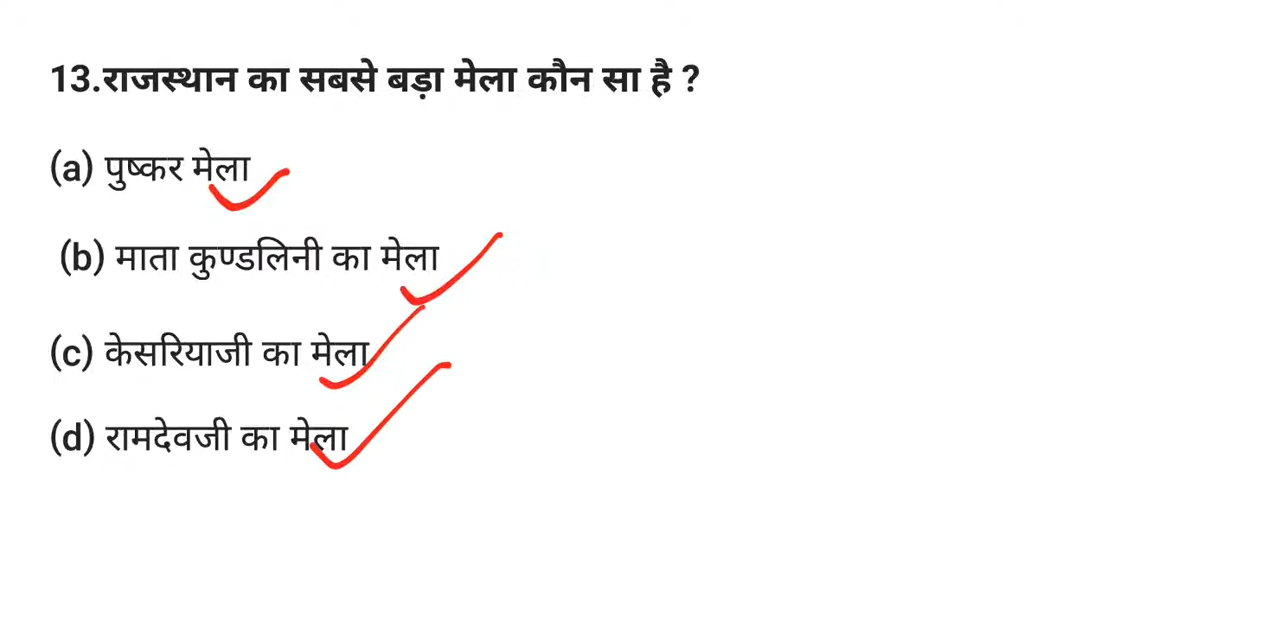 13.राजस्थान का सबसे बड़ा मेला कौन सा है ?
(a) पुष्कर मेला
(b) माता कुण्डलिनी का मेला
(c) केसरियाजी का मेला
(d) रामदेवजी का मेला